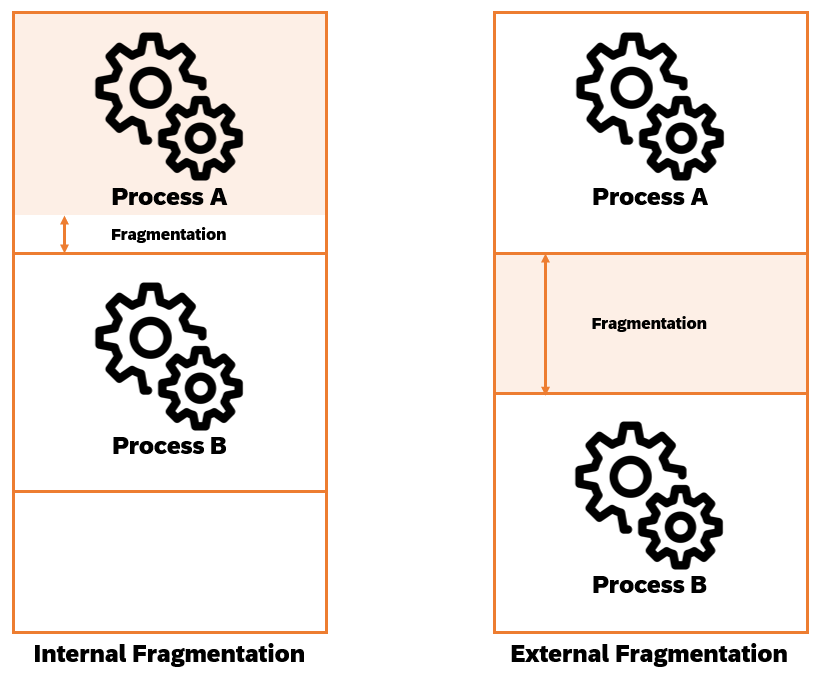 Process A
Fragmentation
Process B
Internal Fragmentation
Process A
Fragmentation
Process B
External Fragmentation